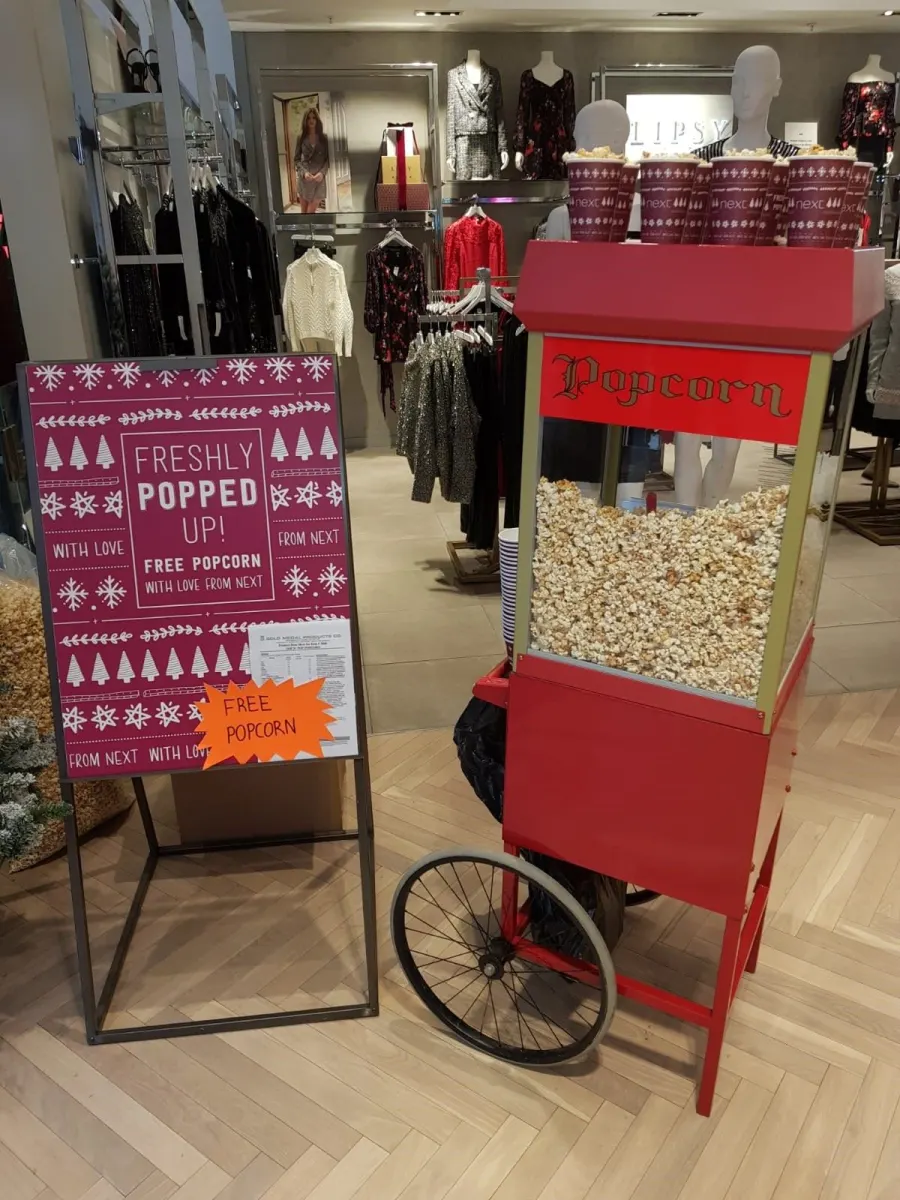 LIPSY
next
next
next
next
Popcorn
FRESHLY
POPPED
UP!
FREE POPCORN
WITH LOVE FROM NEXT
WITH LOVE
FROM NEXT
FREE
POPCORN
FROM NEXT WITH LOVE